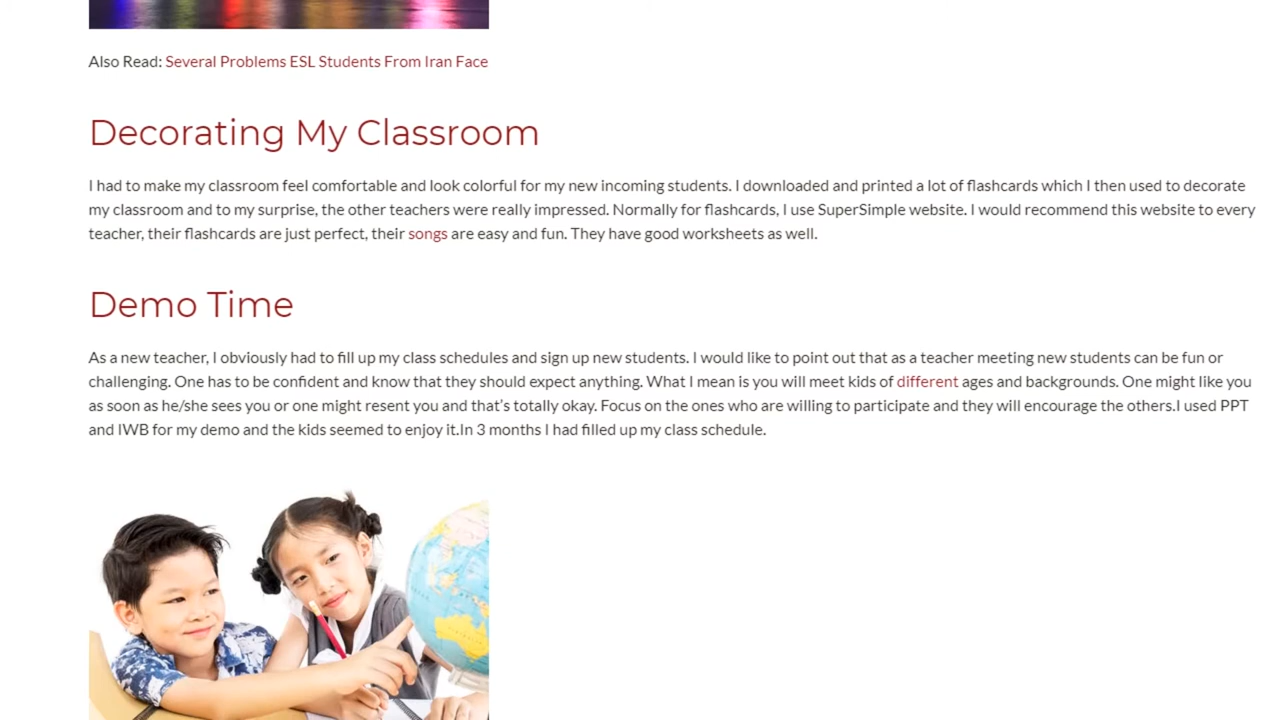 Also Read: Several Problems ESL Students From Iran Face
Decorating My Classroom
I had to make my classroom feel comfortable and look colorful for my new incoming students. I downloaded and printed a lot of flashcards which I then used to decorate
my classroom and to my surprise, the other teachers were really impressed. Normally for flashcards, I use SuperSimple website. I would recommend this website to every
teacher, their flashcards are just perfect, their songs are easy and fun. They have good worksheets as well.
Demo Time
As a new teacher, I obviously had to fill up my class schedules and sign up new students. I would like to point out that as a teacher meeting new students can be fun or
challenging. One has to be confident and know that they should expect anything. What I mean is you will meet kids of different ages and backgrounds. One might like you
as soon as he/she sees you or one might resent you and that’s totally okay. Focus on the ones who are willing to participate and they will encourage the others.I used PPT
and IWB for my demo and the kids seemed to enjoy it.In 3 months I had filled up my class schedule.